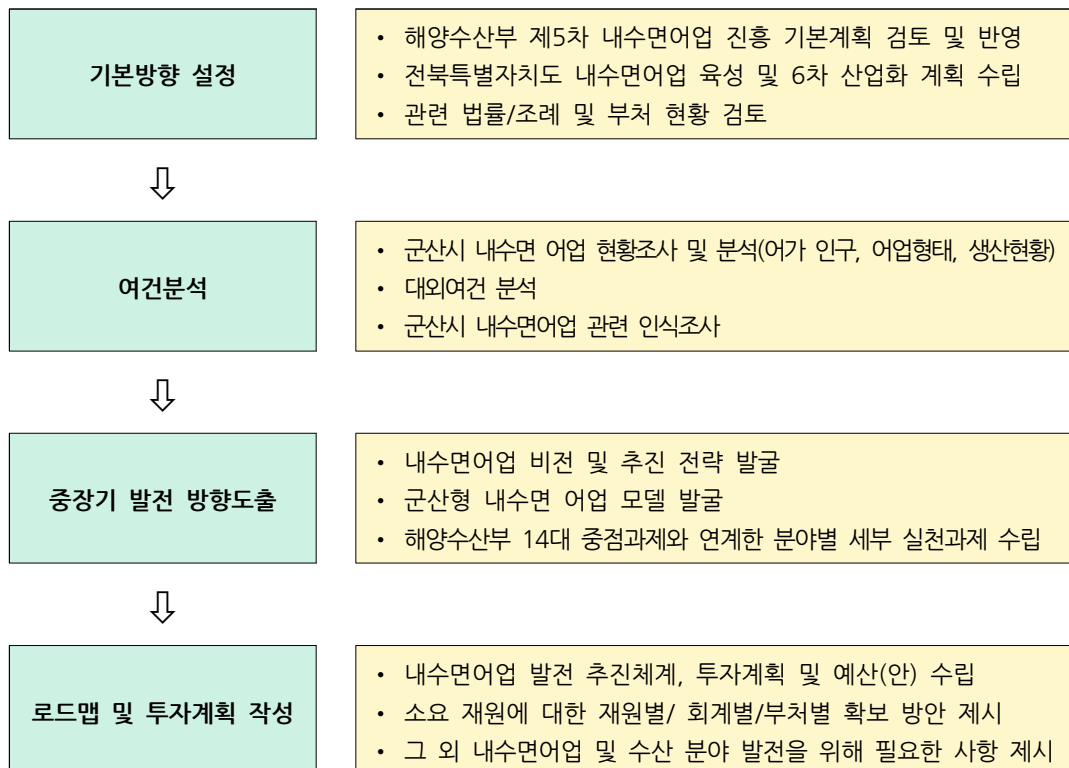 기본방향 설정
• 해양수산부 제5차 내수면어업 진흥 기본계획 검토 및 반영
• 전북특별자치도 내수면어업 육성 및 6차 산업화 계획 수립
• 관련 법률/조례 및 부처 현황 검토
⇩
여건분석
• 군산시 내수면 어업 현황조사 및 분석(어가 인구, 어업형태, 생산현황)
• 대외여건 분석
• 군산시 내수면어업 관련 인식조사
⇩
중장기 발전 방향도출
• 내수면어업 비전 및 추진 전략 발굴
• 군산형 내수면 어업 모델 발굴
• 해양수산부 14대 중점과제와 연계한 분야별 세부 실천과제 수립
⇩
로드맵 및 투자계획 작성
• 내수면어업 발전 추진체계, 투자계획 및 예산(안) 수립
• 소요 재원에 대한 재원별/ 회계별/부처별 확보 방안 제시
• 그 외 내수면어업 및 수산 분야 발전을 위해 필요한 사항 제시